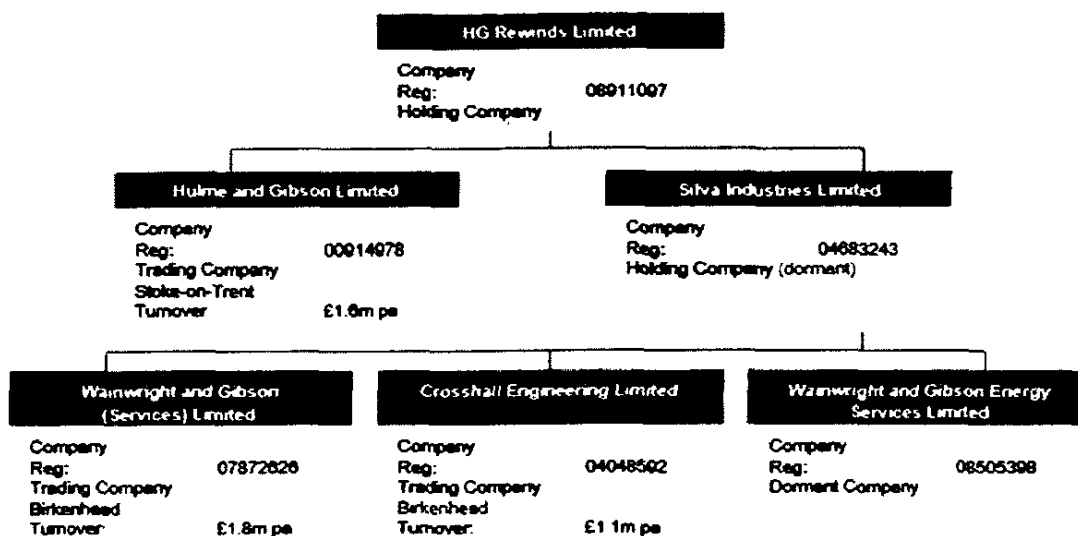 HG Rewinds Limited
Company
Reg: 08911097
Holding Company
Hulme and Gibson Limited
Company
Reg: 00914978
Trading Company
Stoke-on-Trent
Turnover £1.6m pa
Silva Industries Limited
Company
Reg: 04683243
Holding Company (dormant)
Wainwright and Gibson
(Services) Limited
Company
Reg: 07872626
Trading Company
Birkenhead
Turnover: £1.8m pa
Crosshall Engineering Limited
Company
Reg: 04048502
Trading Company
Birkenhead
Turnover: £1 1m pa
Wainwright and Gibson Energy
Services Limited
Company
Reg: 08505398
Dormant Company